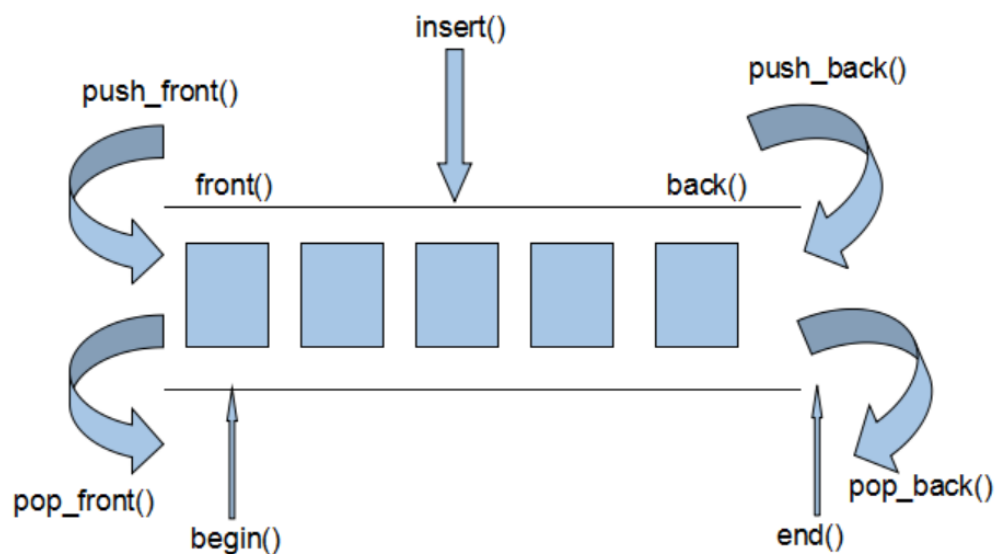 insert()
push_front()
push_back()
front()
back()
pop_front()
pop_back()
begin()
end()